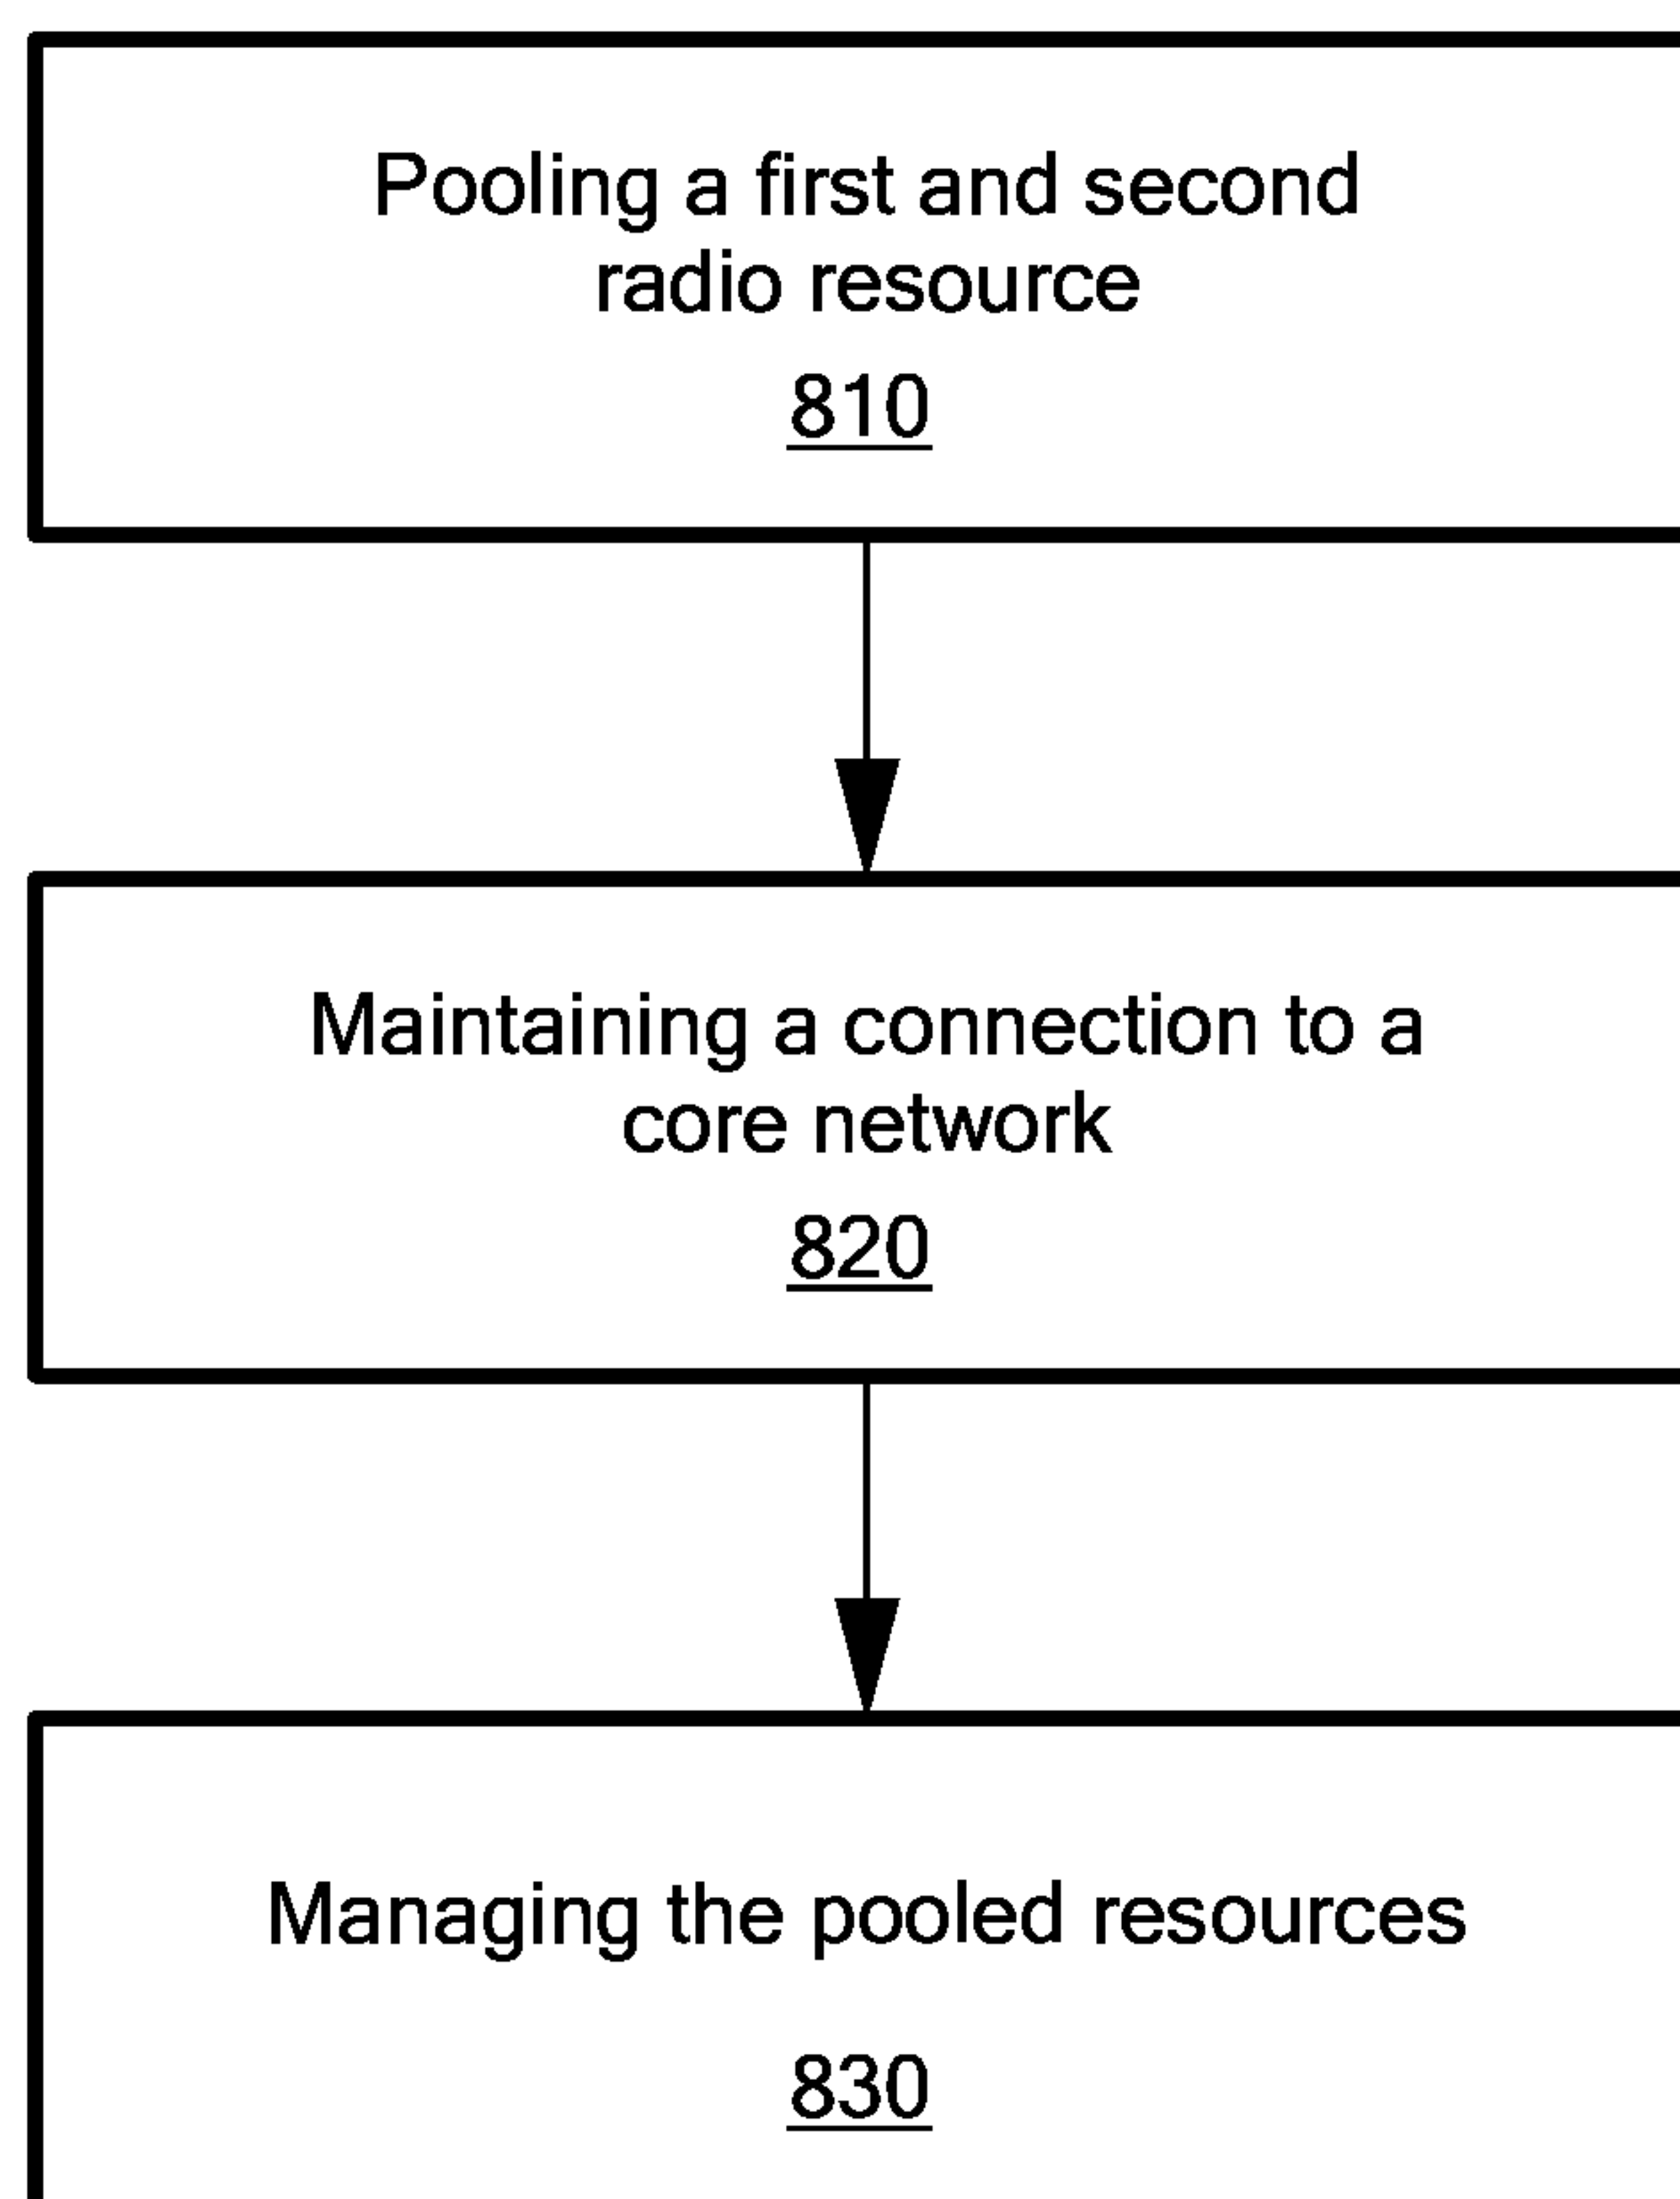 Pooling a first and second
radio resource
810
Maintaining a connection to a
core network
820
Managing the pooled resources
830